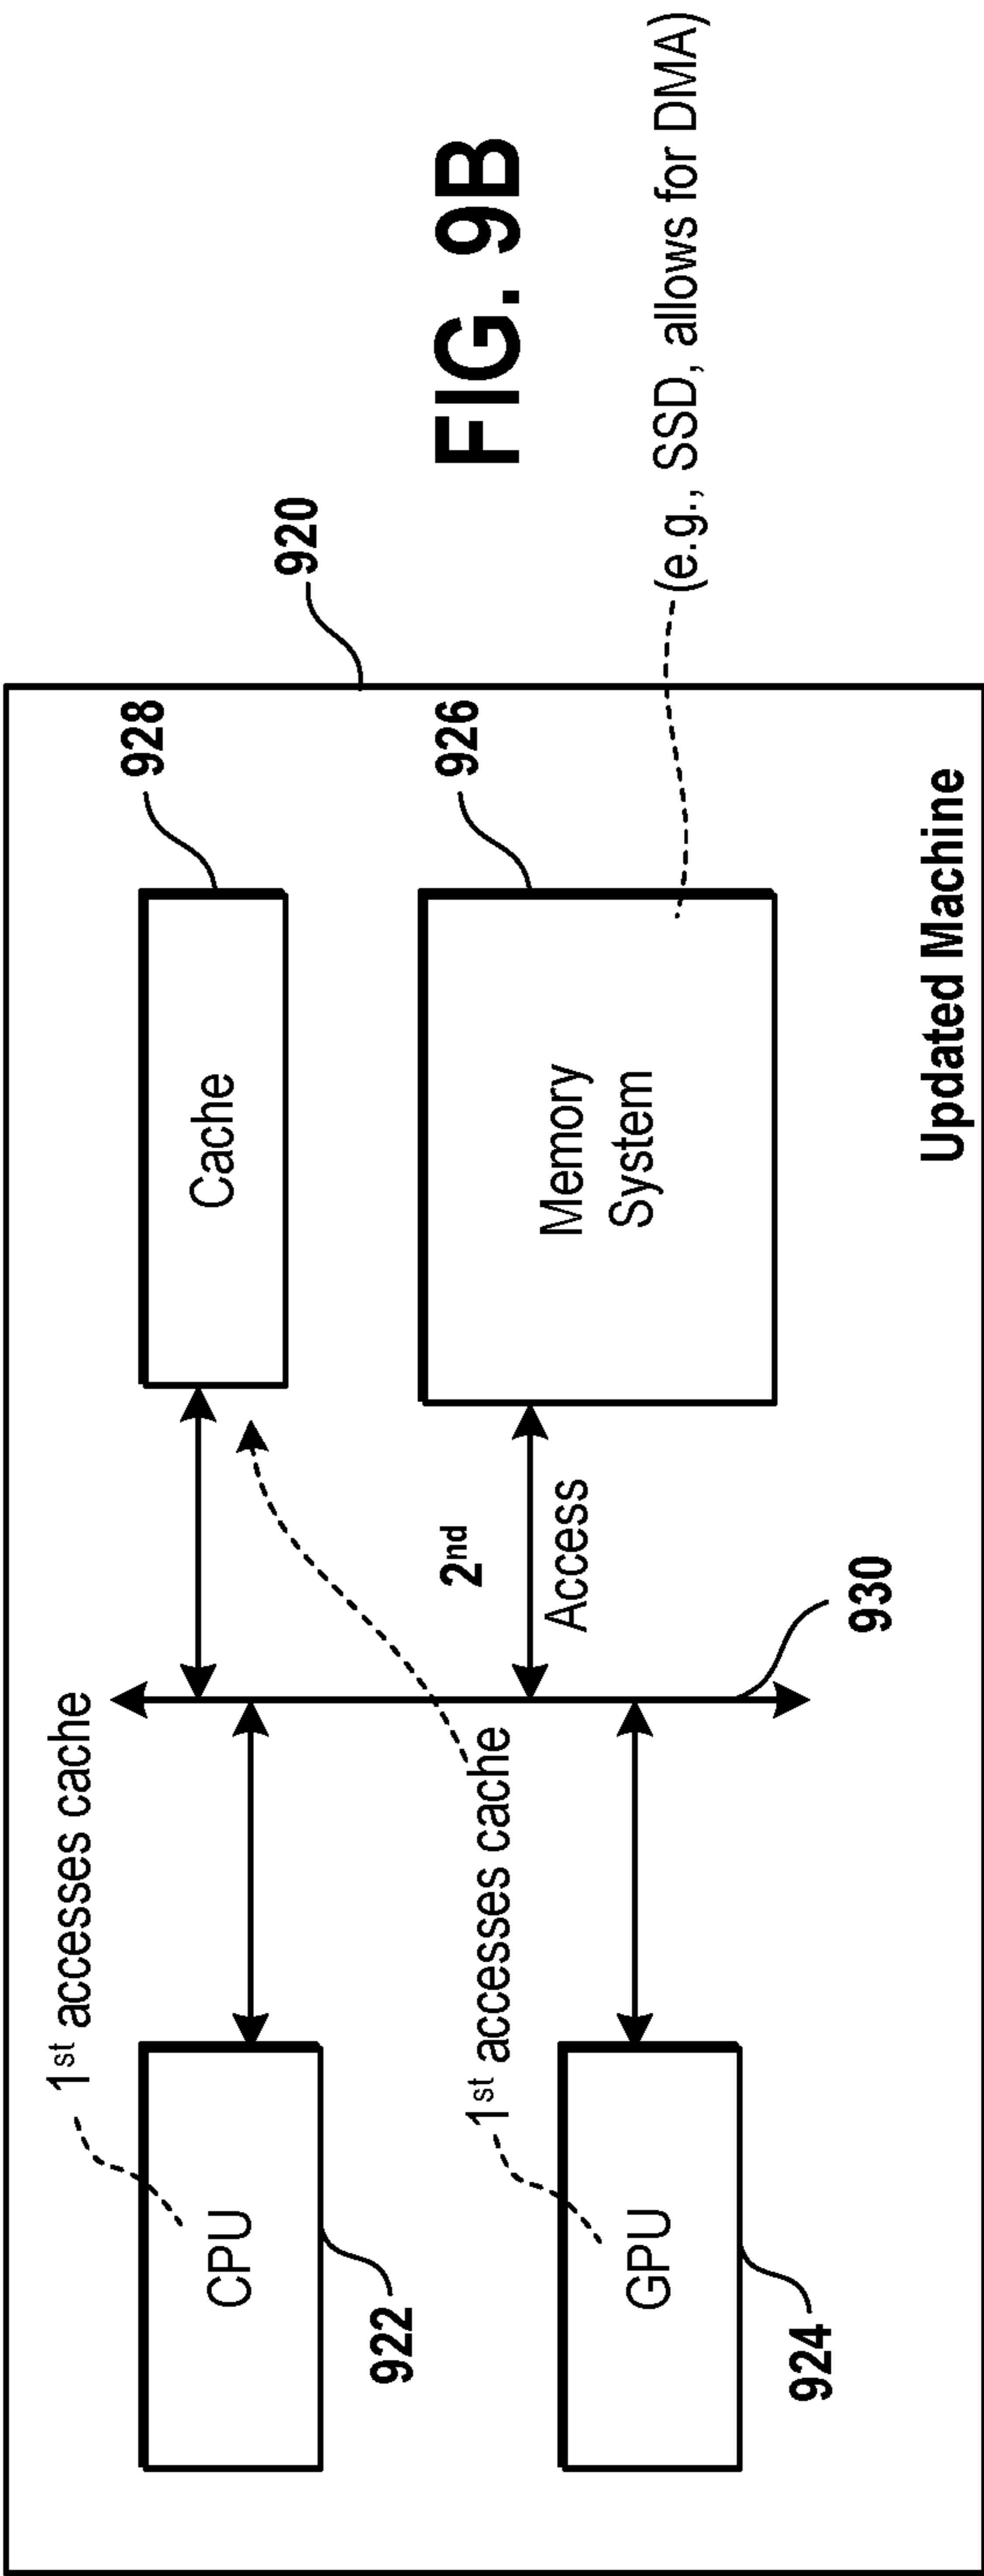 1st accesses cache
928
920
CPU
Cache
922
FIG. 9B
1st accesses cache
2nd
Access
926
GPU
Memory
System
924
930
(e.g., SSD, allows for DMA)
Updated Machine